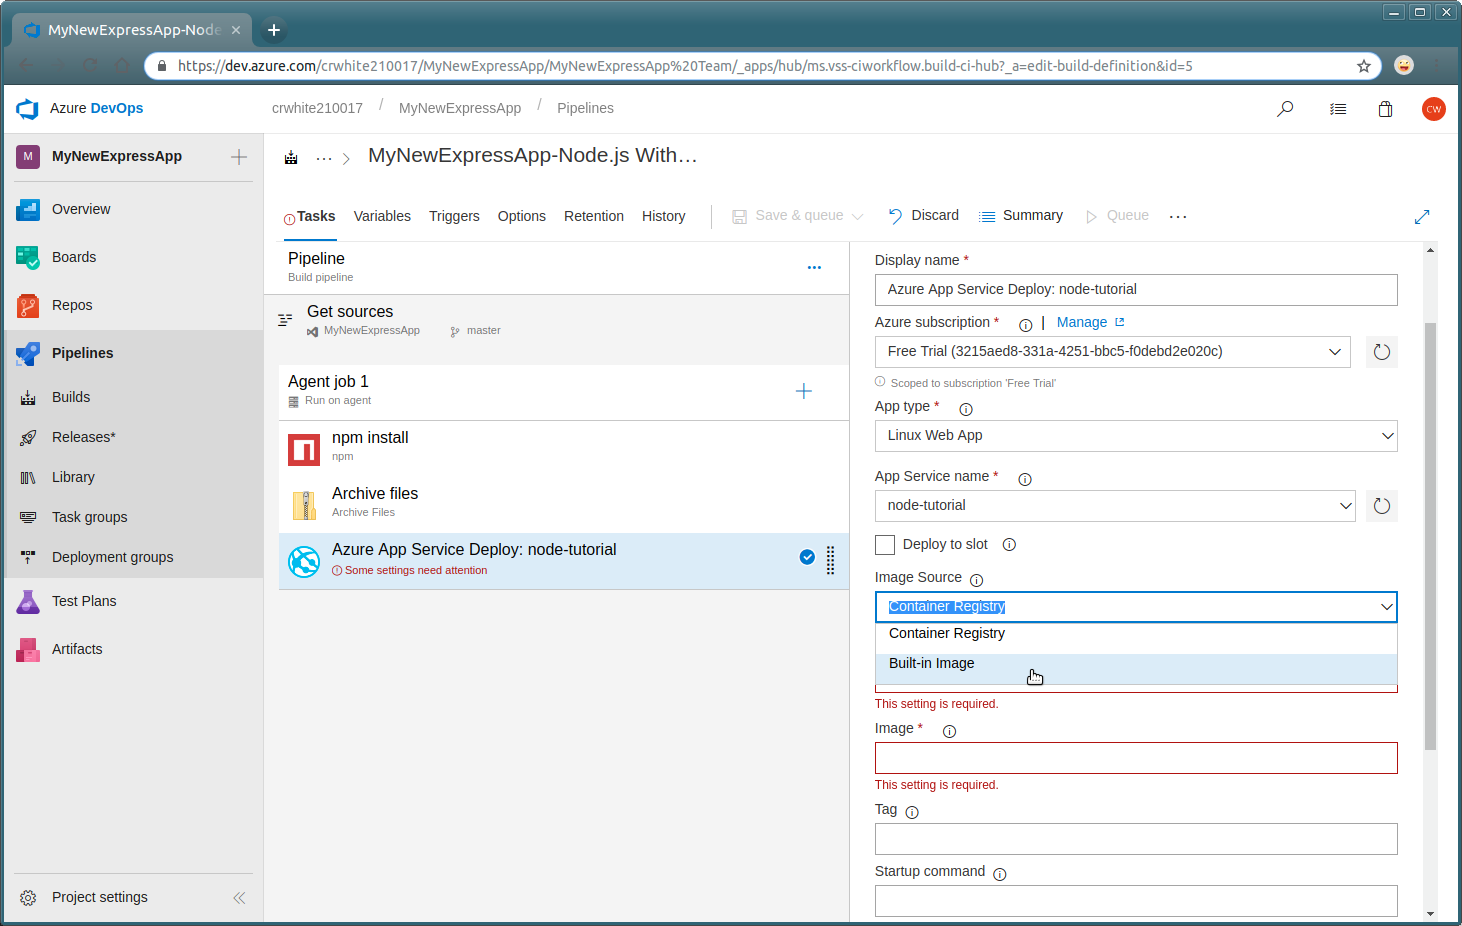 MyNewExpressApp-Node
https://dev.azure.com/crwhite210017/MyNewExpressApp/MyNewExpressApp%20Team/_apps/hub/ms.vss-ciworkflow.build-ci-hub?_a=edit-build-definition&id=5
Azure DevOps
crwhite210017 / MyNewExpressApp / Pipelines
CW
M
MyNewExpressApp
Overview
Boards
Repos
Pipelines
Builds
Releases*
Library
Task groups
Deployment groups
Test Plans
Artifacts
Project settings
... > MyNewExpressApp-Node.js With…
Tasks Variables Triggers Options Retention History
Save & queue Discard Summary Queue ...
Pipeline
Build pipeline
Get sources
MyNewExpressApp master
Agent job 1
Run on agent
npm install
npm
Archive files
Archive Files
Azure App Service Deploy: node-tutorial
Some settings need attention
Display name *
Azure App Service Deploy: node-tutorial
Azure subscription * | Manage
Free Trial (3215aed8-331a-4251-bbc5-f0debd2e020c)
Scoped to subscription 'Free Trial'
App type *
Linux Web App
App Service name *
node-tutorial
Deploy to slot
Image Source
Container Registry
Container Registry
Built-in Image
This setting is required.
Image *
This setting is required.
Tag
Startup command